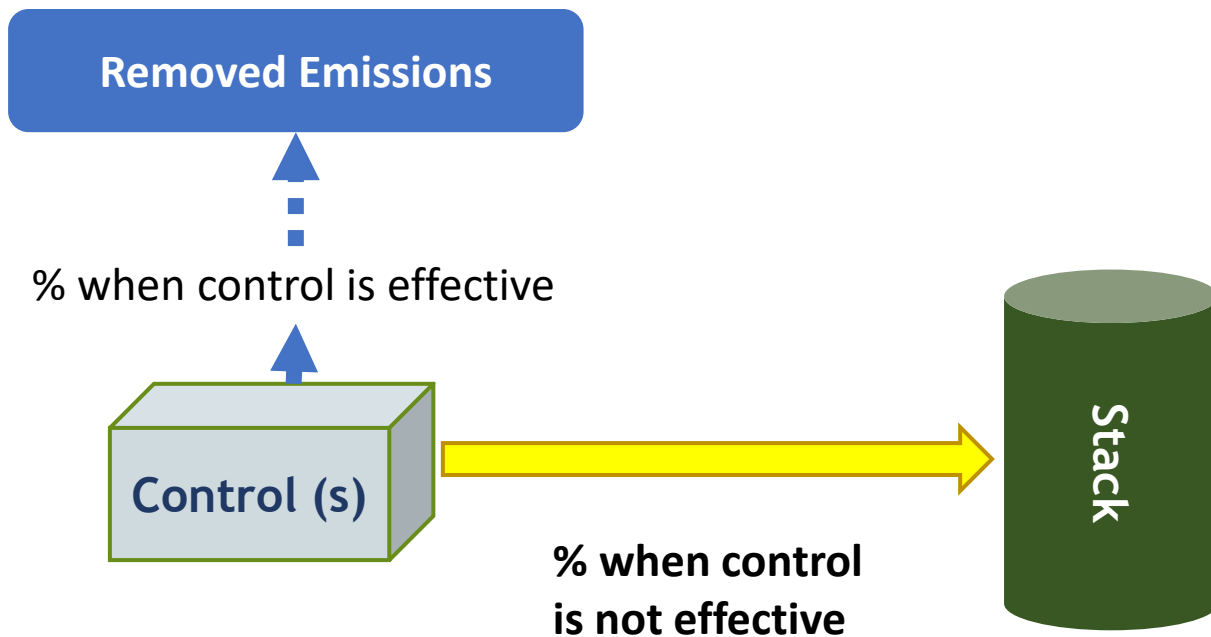 Removed Emissions
% when control is effective
Control (s)
Stack
% when control
is not effective